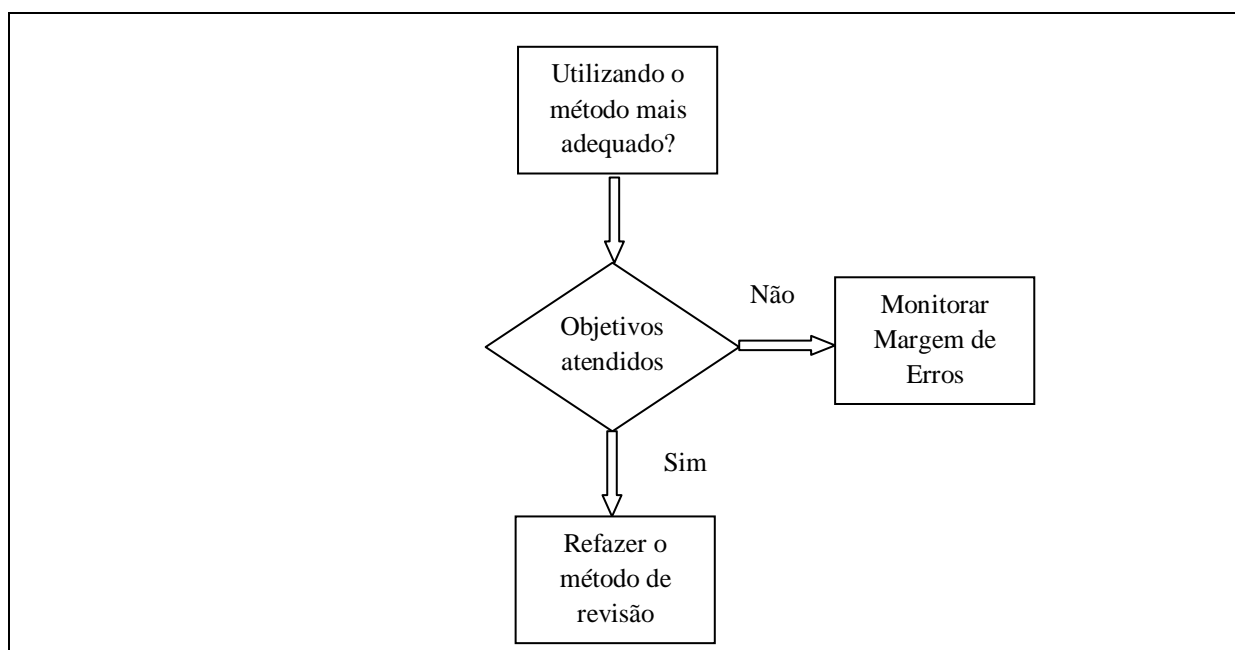 Utilizando o
método mais
adequado?
Não
Objetivos
atendidos
Monitorar
Margem de
Erros
Sim
Refazer o
método de
revisão